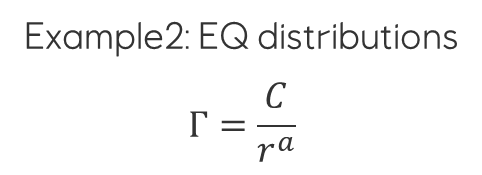 Example2: EQ distributions
Γ = C / r^a